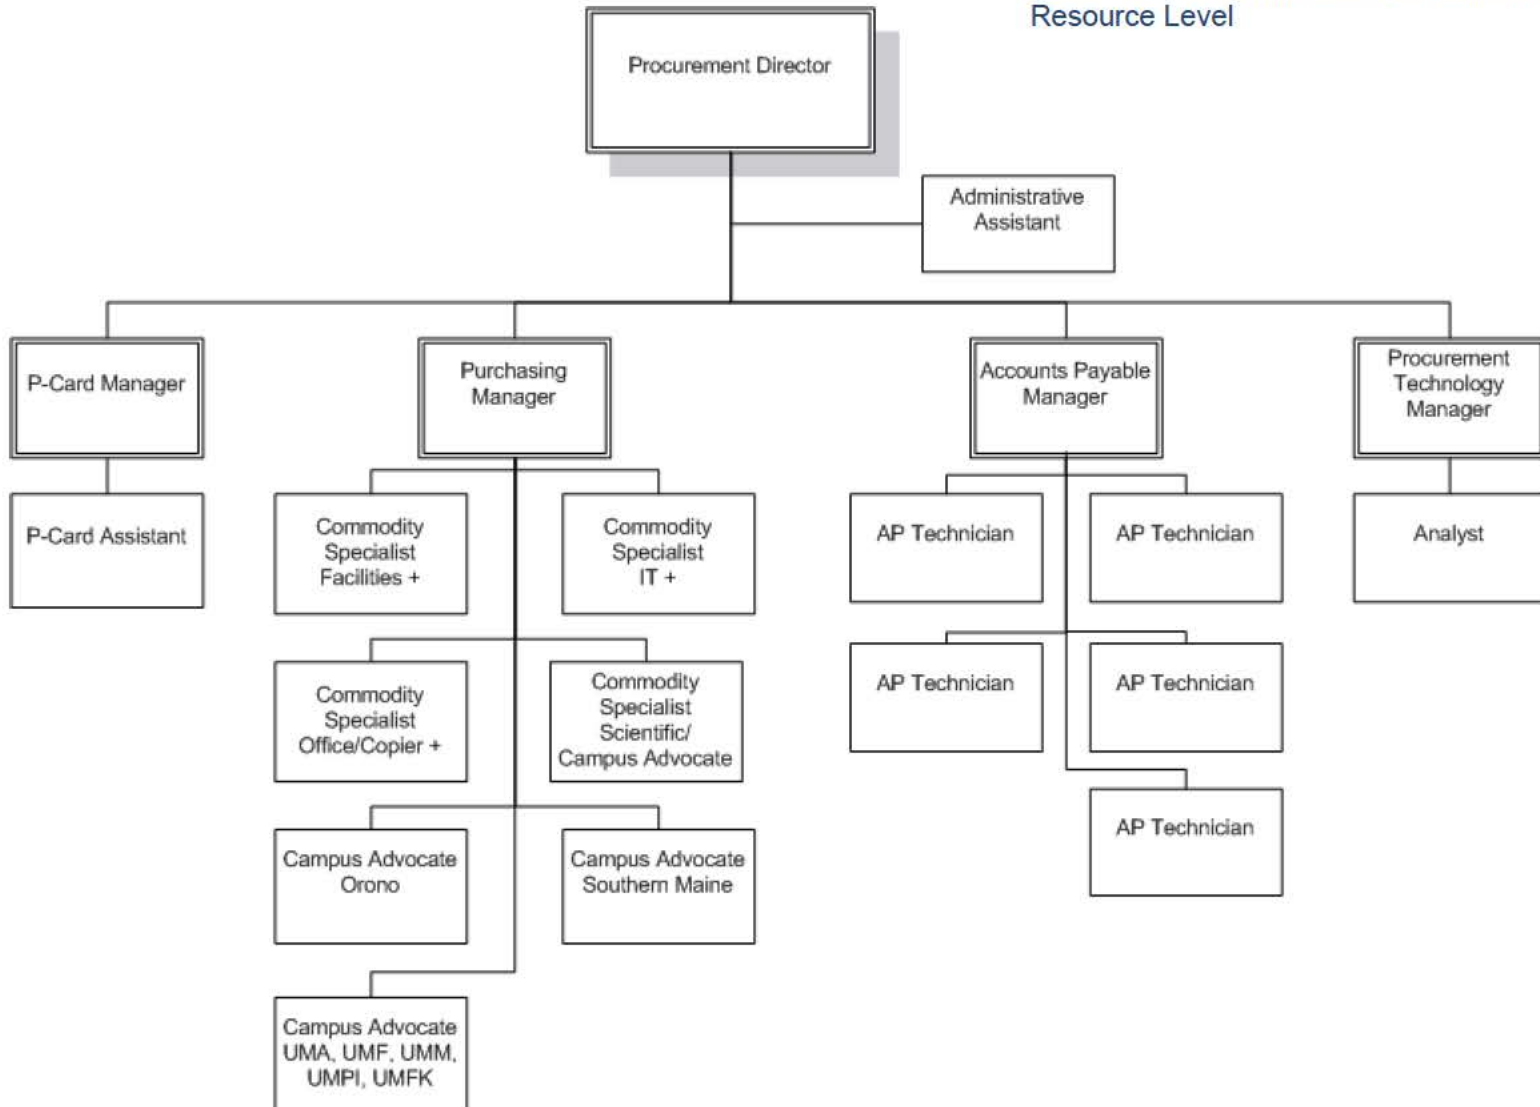 Resource Level
Procurement Director
Administrative
Assistant
P-Card Manager
Purchasing
Manager
Accounts Payable
Manager
Procurement
Technology
Manager
P-Card Assistant
Commodity
Specialist
Facilities +
Commodity
Specialist
IT +
AP Technician
AP Technician
Analyst
Commodity
Specialist
Office/Copier +
Commodity
Specialist
Scientific/
Campus Advocate
AP Technician
AP Technician
Campus Advocate
Orono
Campus Advocate
Southern Maine
AP Technician
Campus Advocate
UMA, UMF, UMM,
UMPI, UMFK